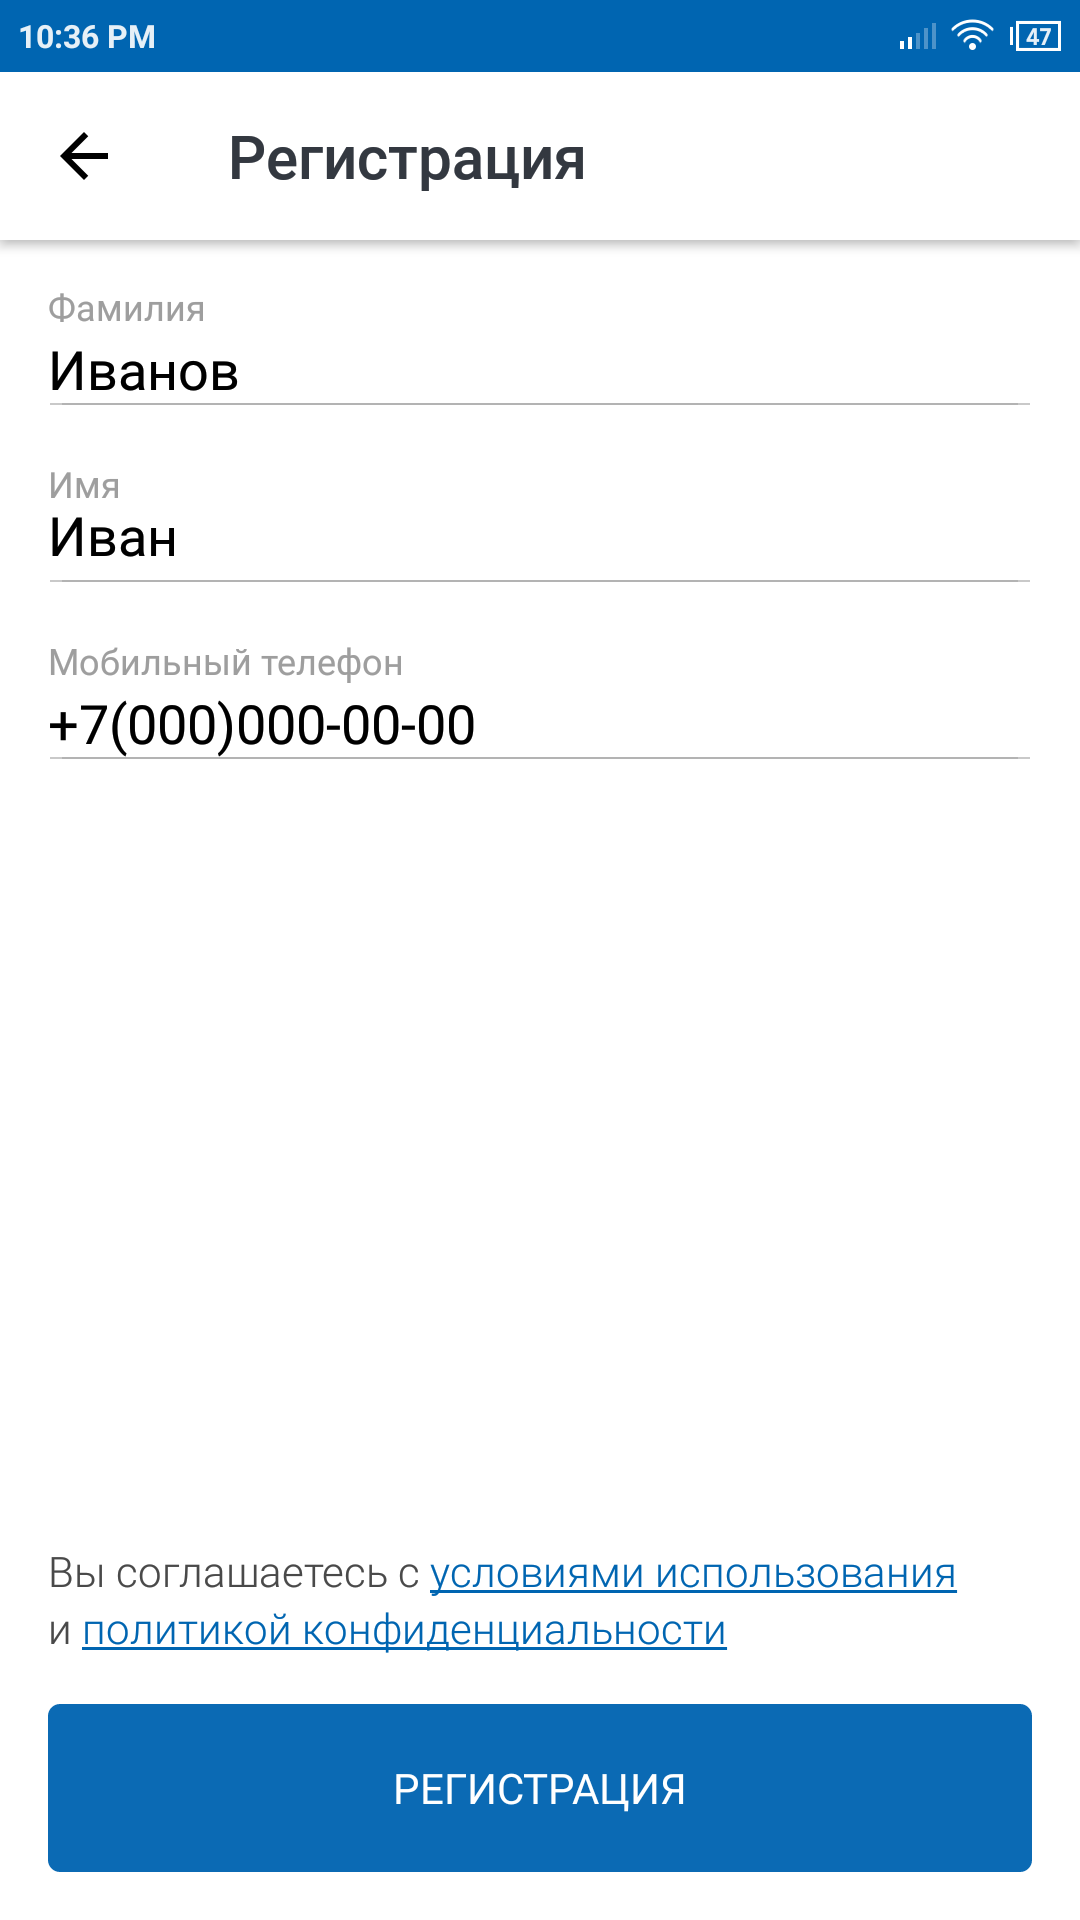 10:36 PM 47
Регистрация
Фамилия
Иванов
Имя
Иван
Мобильный телефон
+7(000)000-00-00
Вы соглашаетесь с условиями использования
и политикой конфиденциальности
РЕГИСТРАЦИЯ